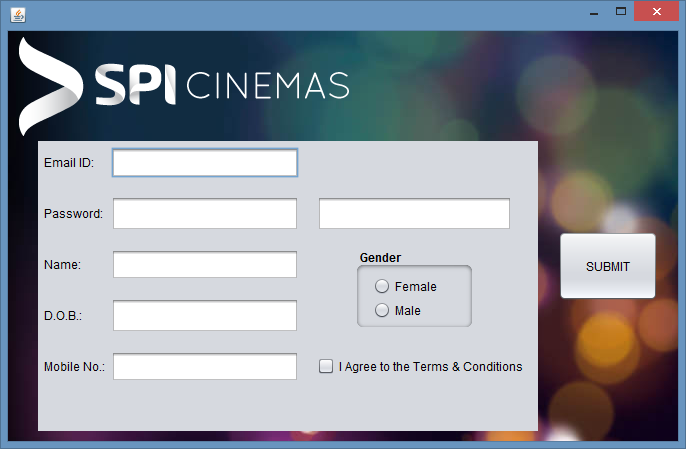 SPI CINEMAS
Email ID:
Password:
Name:
Gender
Female
Male
D.O.B.:
Mobile No.:
I Agree to the Terms & Conditions
SUBMIT